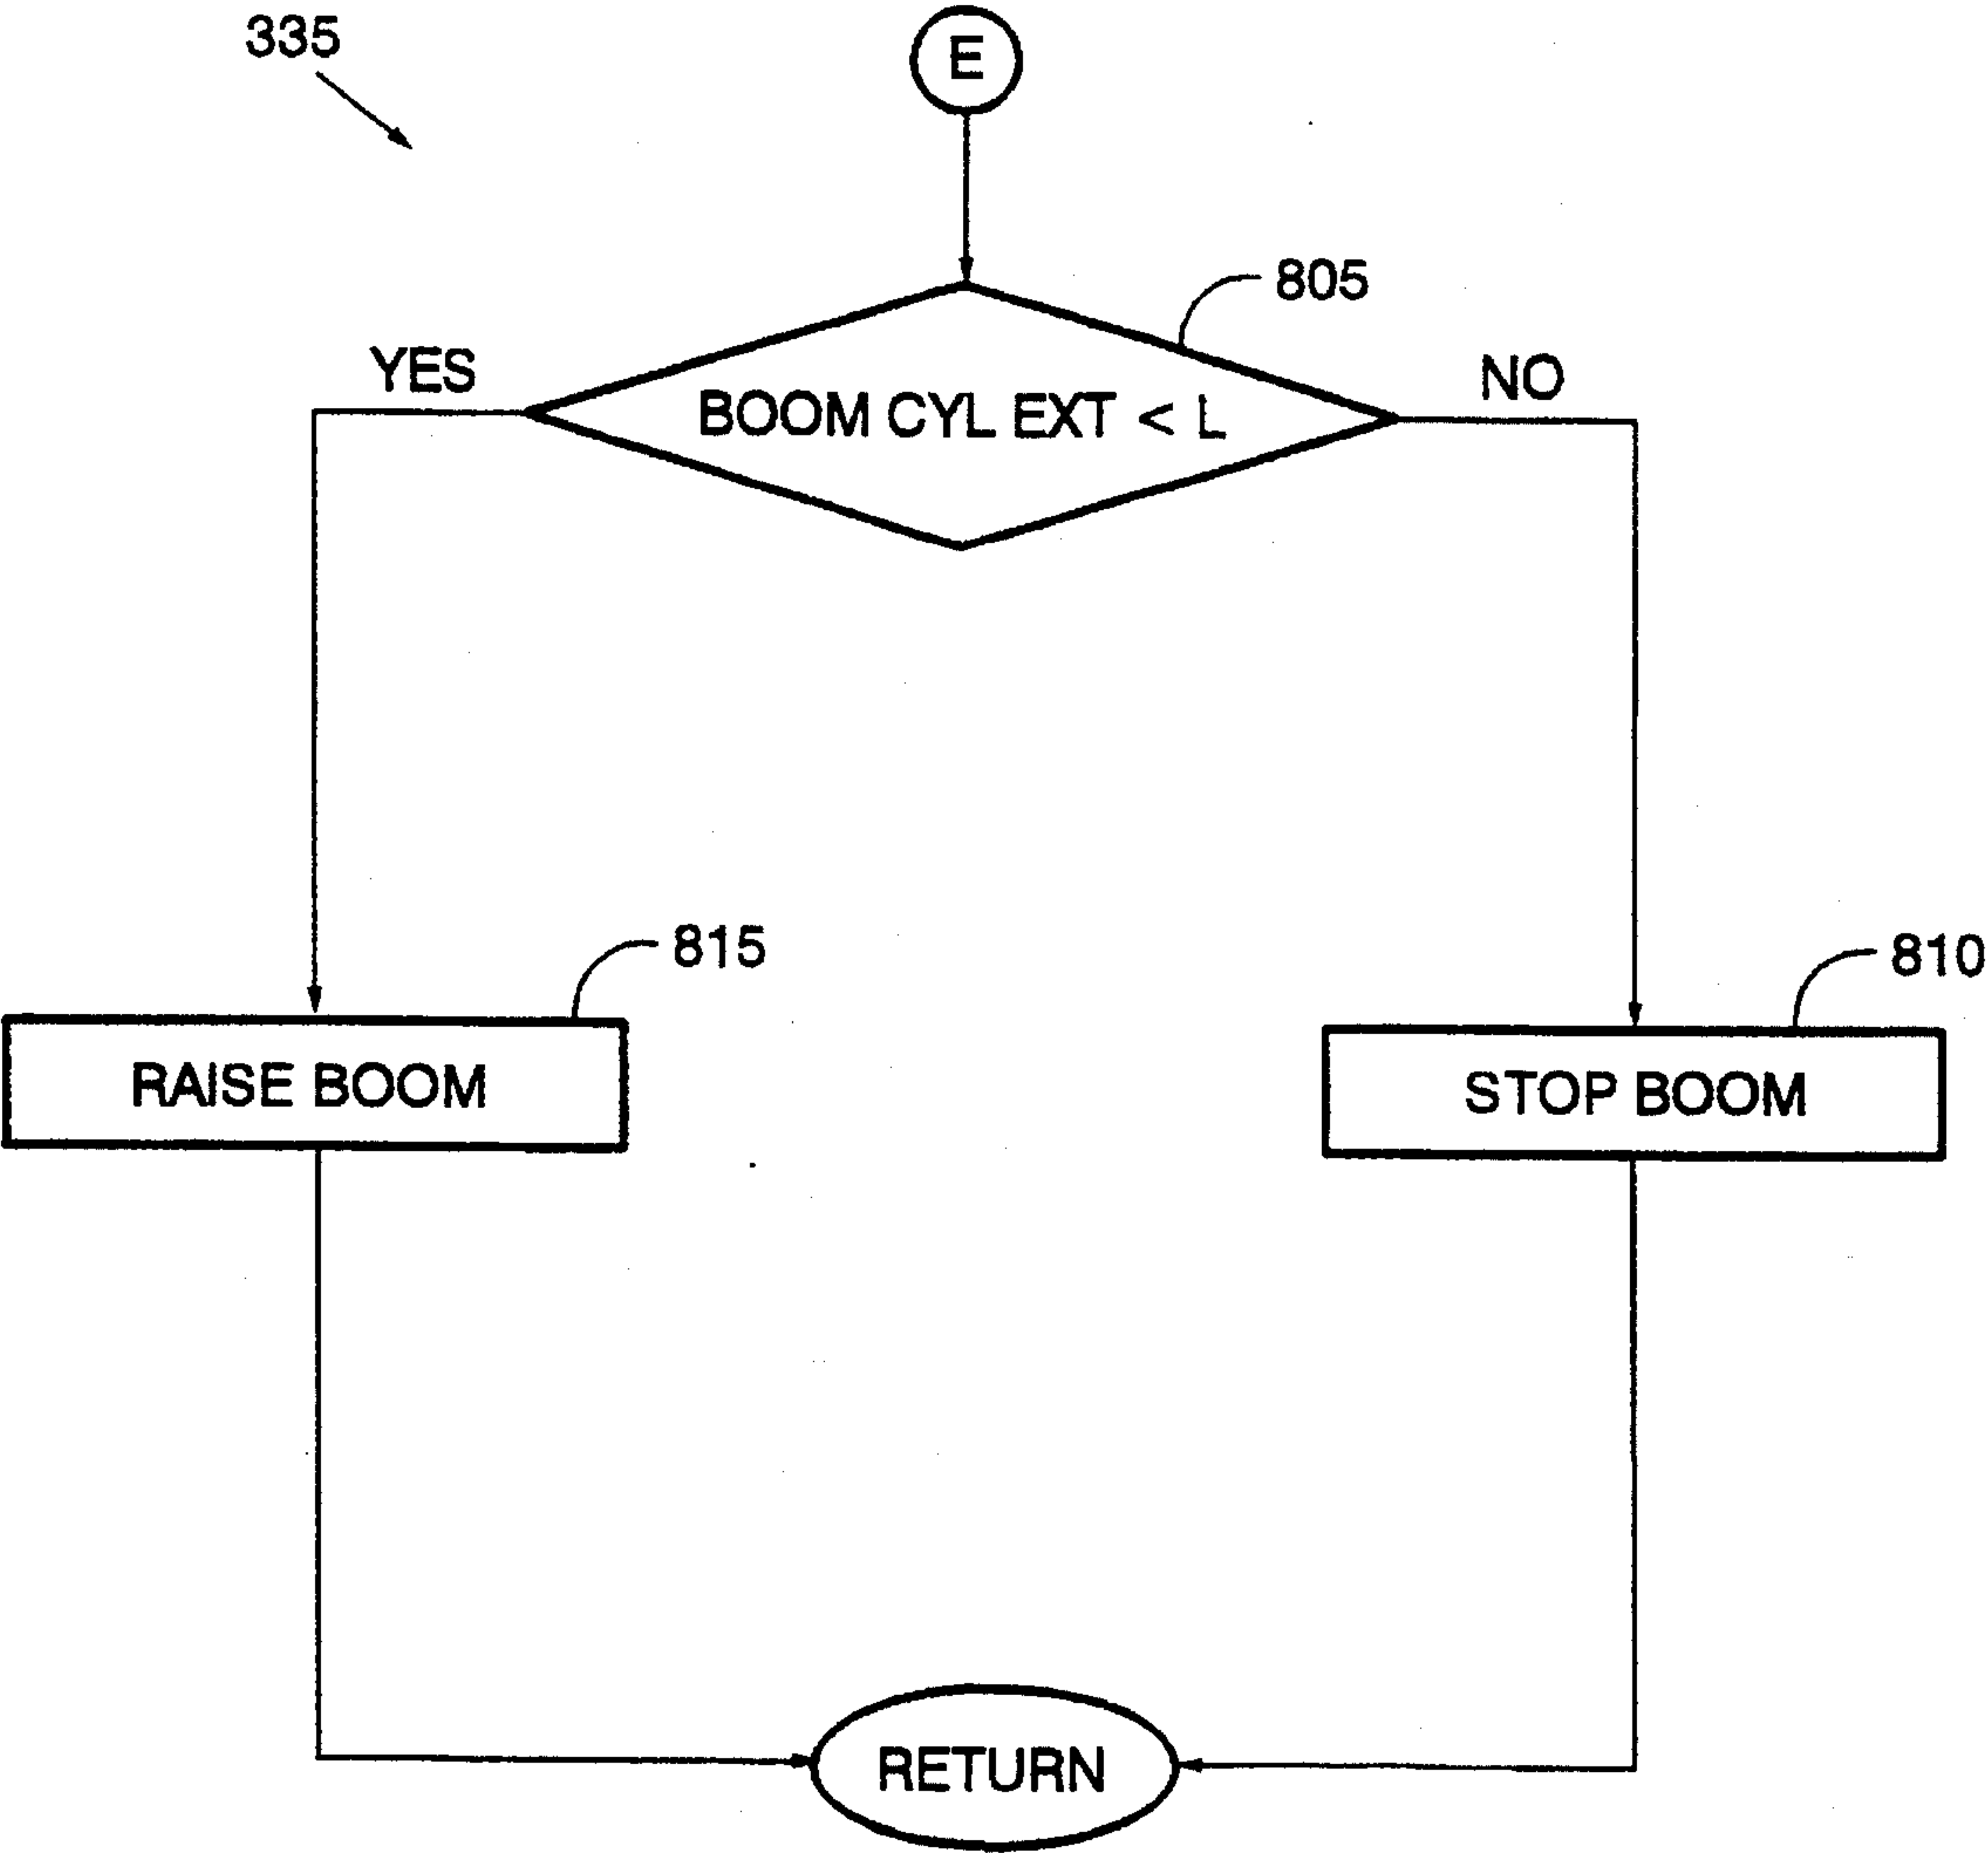 335
E
805
YES
NO
BOOM CYL EXT < L
815
810
RAISE BOOM
STOP BOOM
RETURN